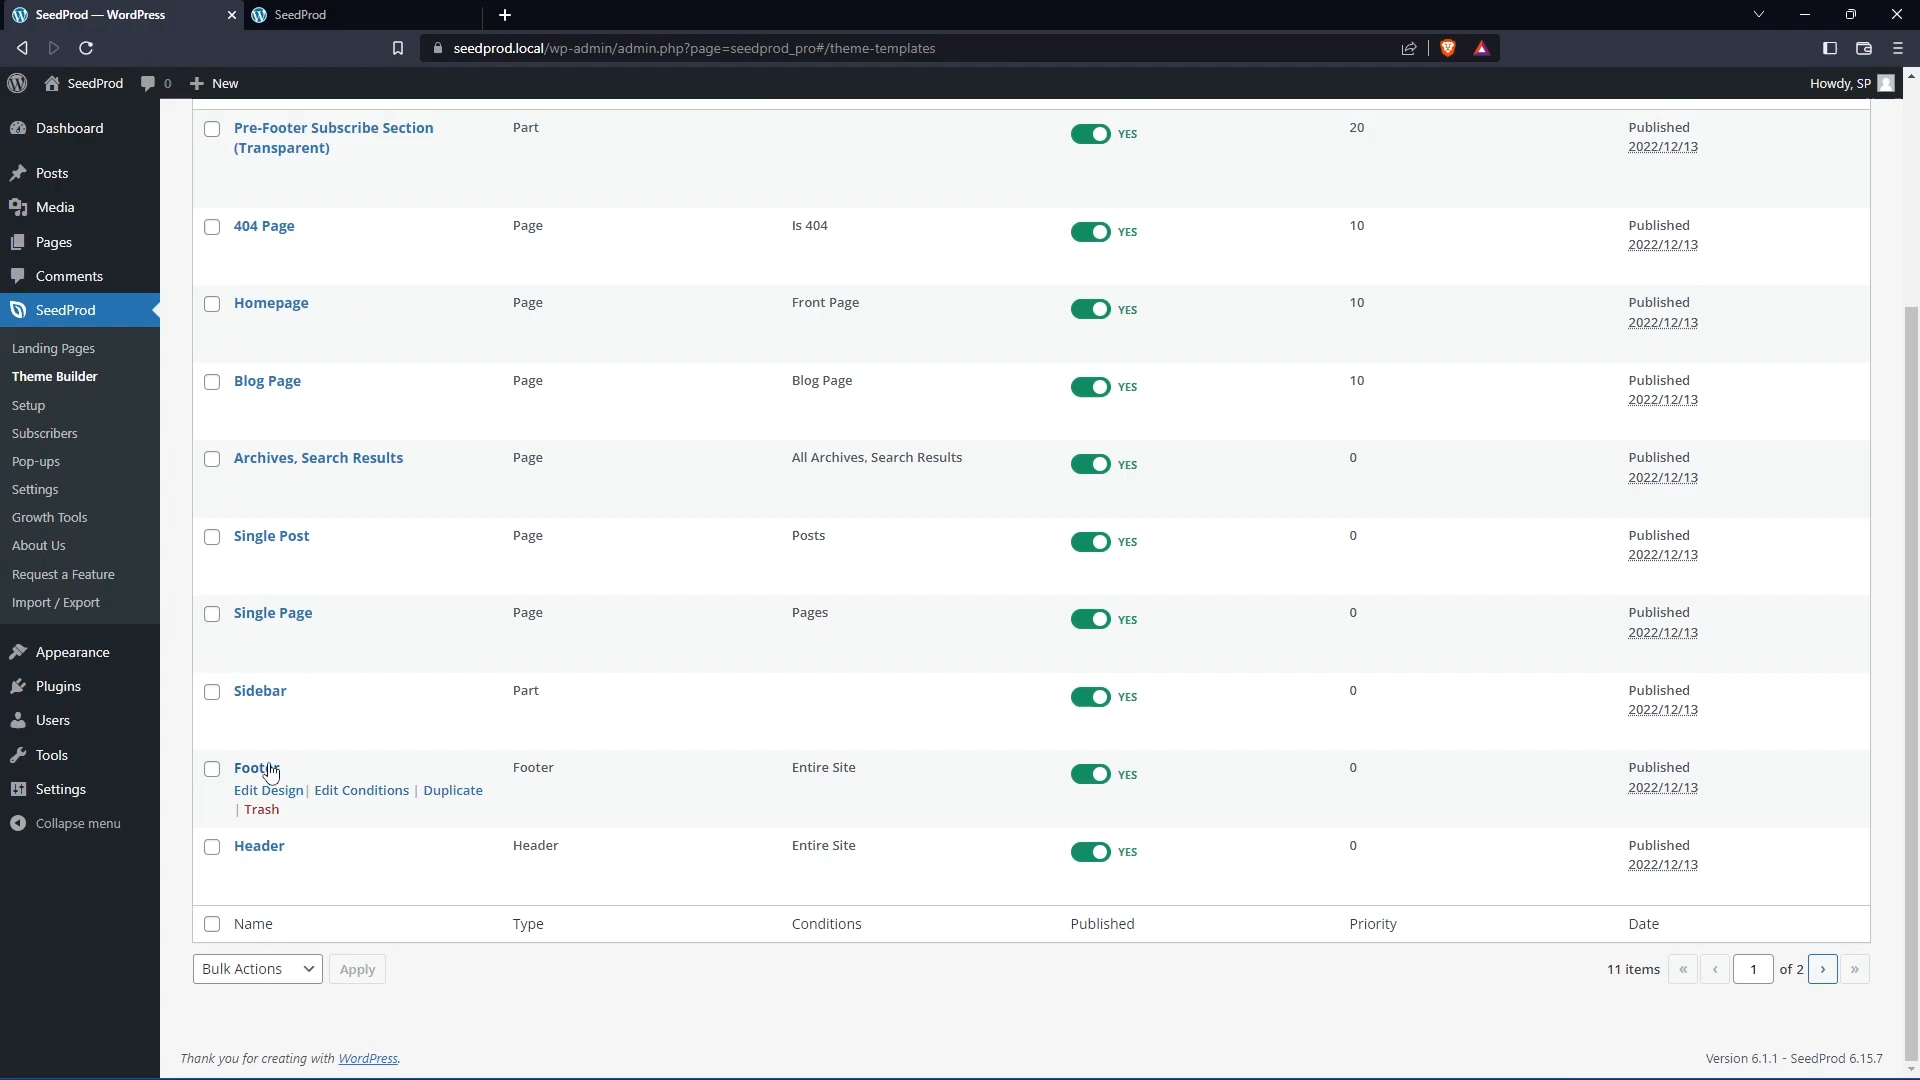 SeedProd — WordPress
SeedProd
seedprod.local/wp-admin/admin.php?page=seedprod_pro#/theme-templates
SeedProd 0 New Howdy, SP
Dashboard
Posts
Media
Pages
Comments
SeedProd
Landing Pages
Theme Builder
Setup
Subscribers
Pop-ups
Settings
Growth Tools
About Us
Request a Feature
Import / Export
Appearance
Plugins
Users
Tools
Settings
Collapse menu
Pre-Footer Subscribe Section Part YES 20 Published
(Transparent) 2022/12/13
404 Page Page Is 404 YES 10 Published
2022/12/13
Homepage Page Front Page YES 10 Published
2022/12/13
Blog Page Page Blog Page YES 10 Published
2022/12/13
Archives, Search Results Page All Archives, Search Results YES 0 Published
2022/12/13
Single Post Page Posts YES 0 Published
2022/12/13
Single Page Page Pages YES 0 Published
2022/12/13
Sidebar Part YES 0 Published
2022/12/13
Footer Footer Entire Site YES 0 Published
Edit Design | Edit Conditions | Duplicate 2022/12/13
| Trash
Header Header Entire Site YES 0 Published
2022/12/13
Name Type Conditions Published Priority Date
Bulk Actions Apply 11 items « ‹ 1 of 2 › »
Thank you for creating with WordPress. Version 6.1.1 - SeedProd 6.15.7